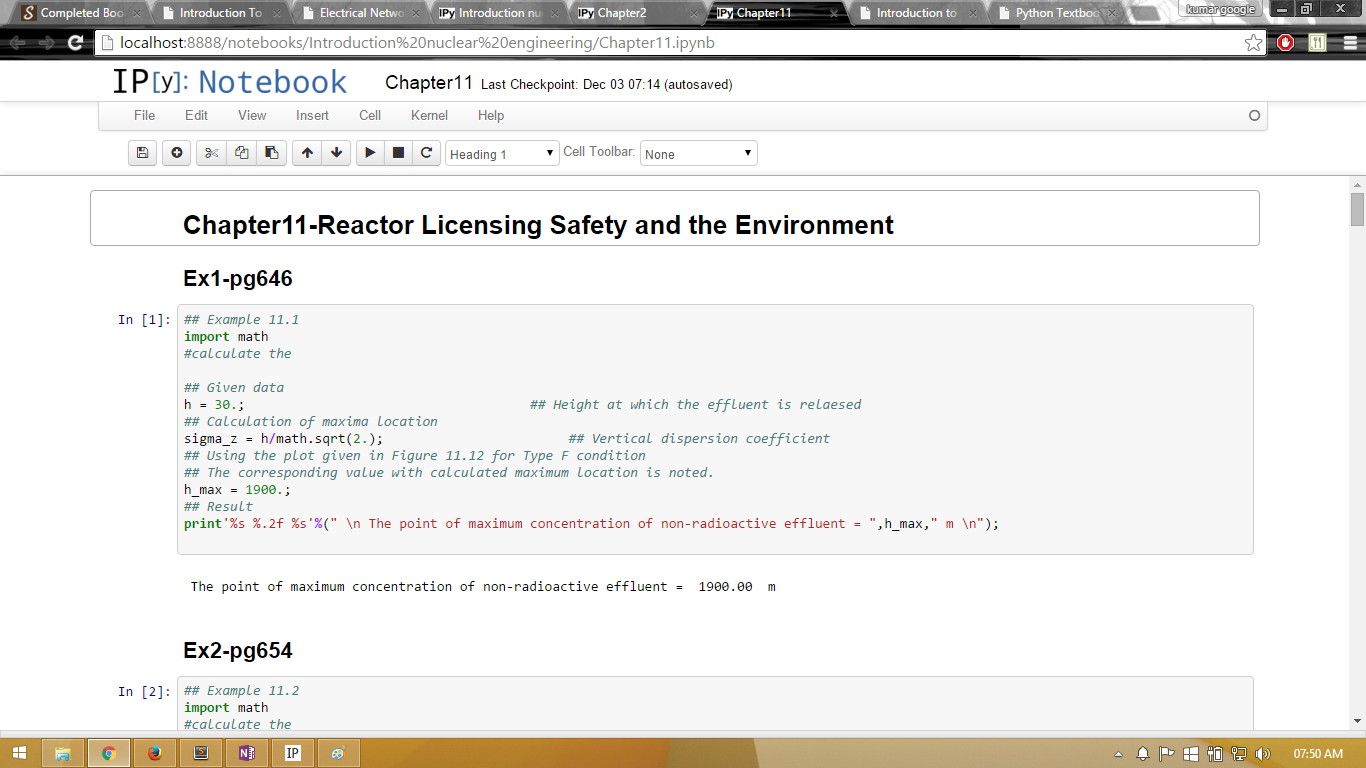 Completed Boo
Introduction To
Electrical Netwo
IPy Introduction nu
IPy Chapter2
IPy Chapter11
Introduction to
Python Textboo
kumar google
localhost:8888/notebooks/Introduction%20nuclear%20engineering/Chapter11.ipynb
IP[y]: Notebook Chapter11 Last Checkpoint: Dec 03 07:14 (autosaved)
File Edit View Insert Cell Kernel Help
Heading 1 Cell Toolbar: None
Chapter11-Reactor Licensing Safety and the Environment
Ex1-pg646
In [1]: ## Example 11.1
import math
#calculate the
## Given data
h = 30.; ## Height at which the effluent is relaesed
## Calculation of maxima location
sigma_z = h/math.sqrt(2.); ## Vertical dispersion coefficient
## Using the plot given in Figure 11.12 for Type F condition
## The corresponding value with calculated maximum location is noted.
h_max = 1900.;
## Result
print'%s %.2f %s'%(" \n The point of maximum concentration of non-radioactive effluent = ",h_max," m \n");
The point of maximum concentration of non-radioactive effluent =  1900.00  m
Ex2-pg654
In [2]: ## Example 11.2
import math
#calculate the
IP
07:50 AM